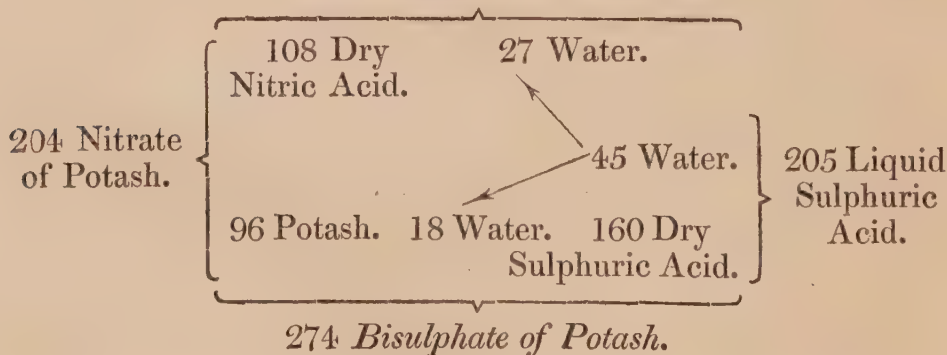 108 Dry
Nitric Acid.
27 Water.
204 Nitrate
of Potash.
45 Water.
205 Liquid
Sulphuric
Acid.
96 Potash. 18 Water. 160 Dry
Sulphuric Acid.
274 Bisulphate of Potash.